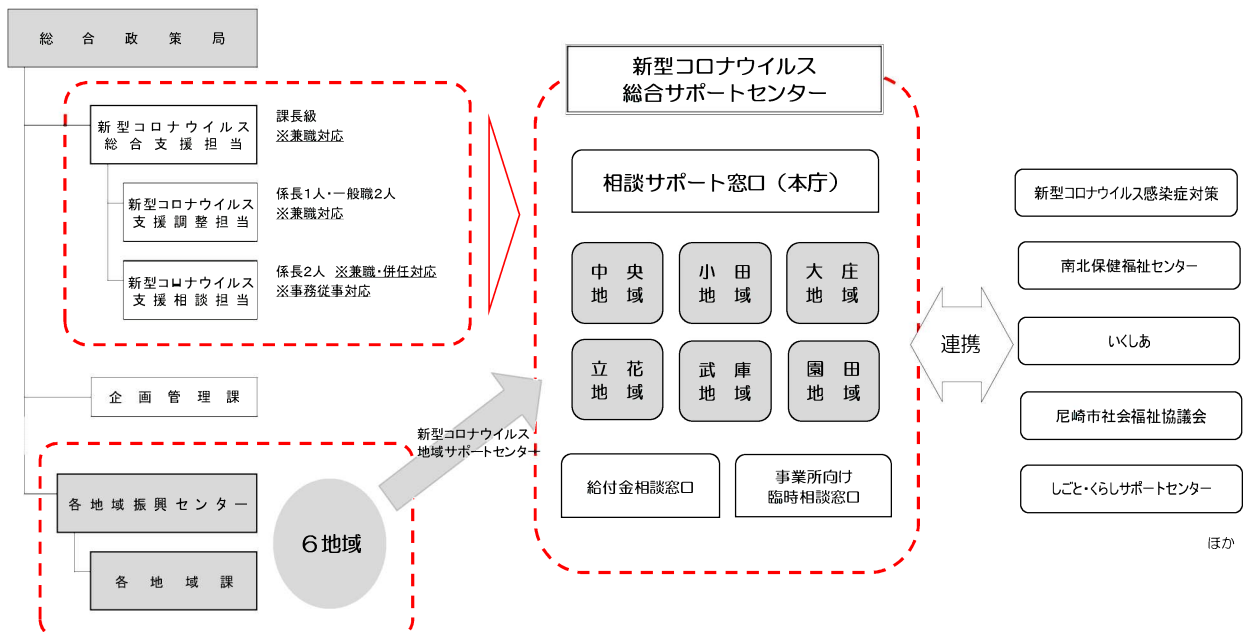 総合政策局
新型コロナウイルス
総合支援担当
課長級
※兼職対応
新型コロナウイルス
支援調整担当
係長1人・一般職2人
※兼職対応
新型コロナウイルス
支援相談担当
係長2人 ※兼職・併任対応
※事務従事対応
企画管理課
各地域振興センター
各地域課
6地域
新型コロナウイルス
地域サポートセンター
新型コロナウイルス
総合サポートセンター
相談サポート窓口（本庁）
中央
地域
小田
地域
大庄
地域
立花
地域
武庫
地域
園田
地域
給付金相談窓口
事業所向け
臨時相談窓口
連携
新型コロナウイルス感染症対策
南北保健福祉センター
いくしあ
尼崎市社会福祉協議会
しごと・くらしサポートセンター
ほか